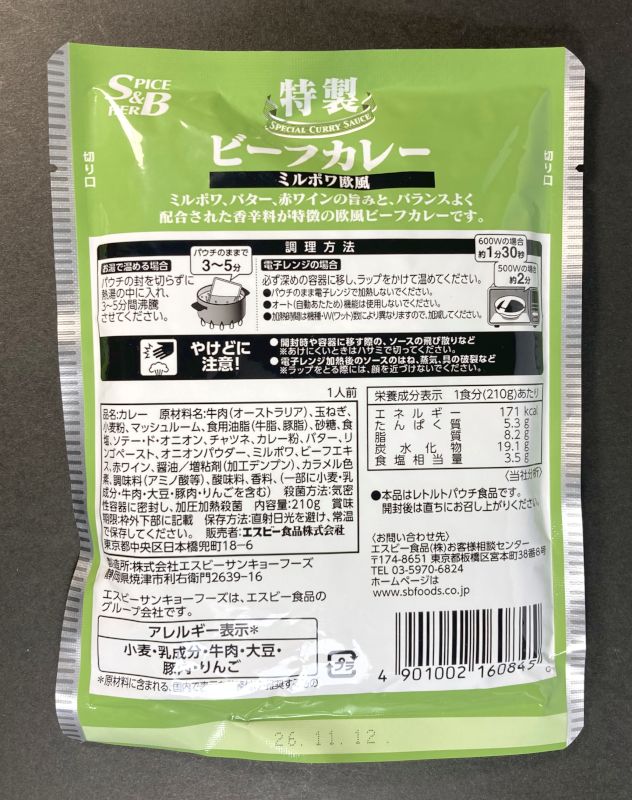 SPICE
&
HERB
S&B
特製
SPECIAL CURRY SAUCE
ビーフカレー
ミルポワ欧風
ミルポワ、バター、赤ワインの旨みと、バランスよく
配合された香辛料が特徴の欧風ビーフカレーです。
切り口
切り口
調理方法
お湯で温める場合
パウチのままで
3〜5分
パウチの封を切らずに
熱湯の中に入れ、
3〜5分間沸騰
させてください。
電子レンジの場合
600Wの場合
約1分30秒
500Wの場合
約2分
必ず深めの容器に移し、ラップをかけて温めてください。
●パウチのまま電子レンジで加熱しないでください。
●オート(自動あたため)機能は使用しないでください。
●加熱時間は機種・W(ワット)数により異なりますので、加減してください。
やけどに
注意!
●開封時や容器に移す際の、ソースの飛び散りなど
※あけにくいときはハサミで切ってください。
●電子レンジ加熱後のソースのはね、蒸気、具の破裂など
※ラップをとる際には、顔を近づけないでください。
1人前
品名:カレー 原材料名:牛肉(オーストラリア)、玉ねぎ、
小麦粉、マッシュルーム、食用油脂(牛脂、豚脂)、砂糖、食
塩、ソテー・ド・オニオン、チャツネ、カレー粉、バター、リ
ンゴペースト、オニオンパウダー、ミルポワ、ビーフエキ
ス、赤ワイン、醤油/増粘剤(加工デンプン)、カラメル色
素、調味料(アミノ酸等)、酸味料、香料、(一部に小麦・乳
成分・牛肉・大豆・豚肉・りんごを含む) 殺菌方法:気密
性容器に密封し、加圧加熱殺菌 内容量:210g 賞味
期限:枠外下部に記載 保存方法:直射日光を避け、常温
で保存してください。 販売者:エスビー食品株式会社
東京都中央区日本橋兜町18-6
製造所:株式会社エスビーサンキョーフーズ
静岡県焼津市利右衛門2639-16
エスビーサンキョーフーズは、エスビー食品の
グループ会社です。
アレルギー表示*
小麦・乳成分・牛肉・大豆・
豚肉・りんご
*原材料に含まれる、国内で表示
栄養成分表示 1食分(210g)あたり
エネルギー 171 kcal
たんぱく質 5.3 g
脂質 8.2 g
炭水化物 19.1 g
食塩相当量 3.5 g
〈当社分析〉
●本品はレトルトパウチ食品です。
開封後は直ちにお召し上がりください。
〈お問い合わせ先〉
エスビー食品(株)お客様相談センター
〒174-8651 東京都板橋区宮本町38番8号
TEL 03-5970-6824
ホームページは
www.sbfoods.co.jp
プラ
4 901002 160845
26.11.12.